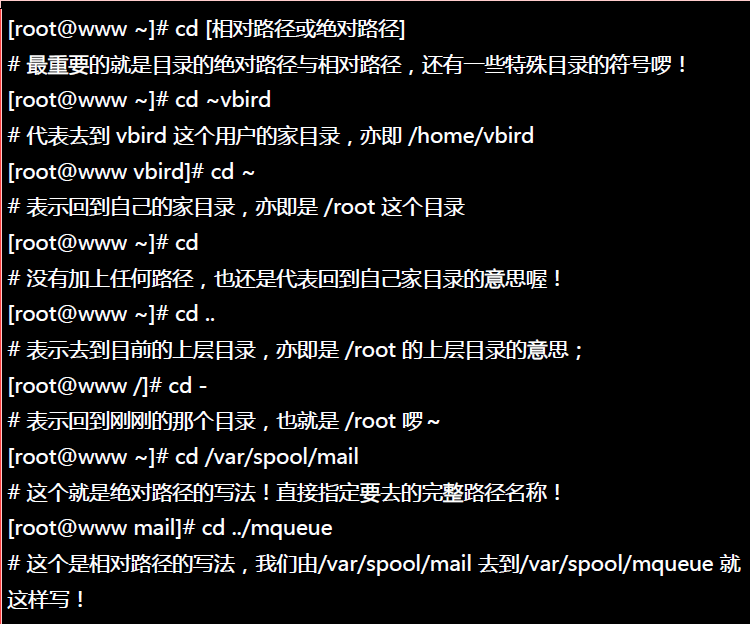 [root@www ~]# cd [相对路径或绝对路径]
# 最重要的就是目录的绝对路径与相对路径，还有一些特殊目录的符号啰！
[root@www ~]# cd ~vbird
# 代表去到 vbird 这个用户的家目录，亦即 /home/vbird
[root@www vbird]# cd ~
# 表示回到自己的家目录，亦即是 /root 这个目录
[root@www ~]# cd
# 没有加上任何路径，也还是代表回到自己家目录的意思喔！
[root@www ~]# cd ..
# 表示去到目前的上层目录，亦即是 /root 的上层目录的意思；
[root@www /]# cd -
# 表示回到刚刚的那个目录，也就是 /root 啰～
[root@www ~]# cd /var/spool/mail
# 这个就是绝对路径的写法！直接指定要去的完整路径名称！
[root@www mail]# cd ../mqueue
# 这个是相对路径的写法，我们由/var/spool/mail 去到/var/spool/mqueue 就
这样写！